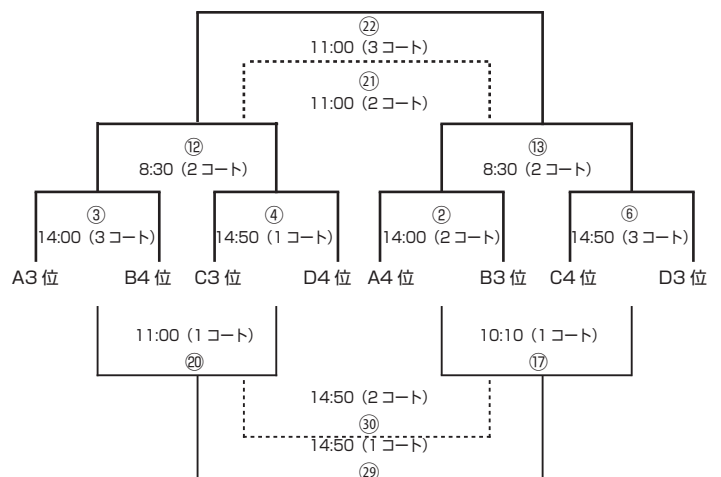 ㉒
11:00（3コート）
㉑
11:00（2コート）
⑫ ⑬
8:30（2コート） 8:30（2コート）
③ ④ ② ⑥
14:00（3コート） 14:50（1コート） 14:00（2コート） 14:50（3コート）
A3位 B4位 C3位 D4位 A4位 B3位 C4位 D3位
11:00（1コート） 10:10（1コート）
⑳ ⑰
14:50（2コート）
㉚
14:50（1コート）
㉙